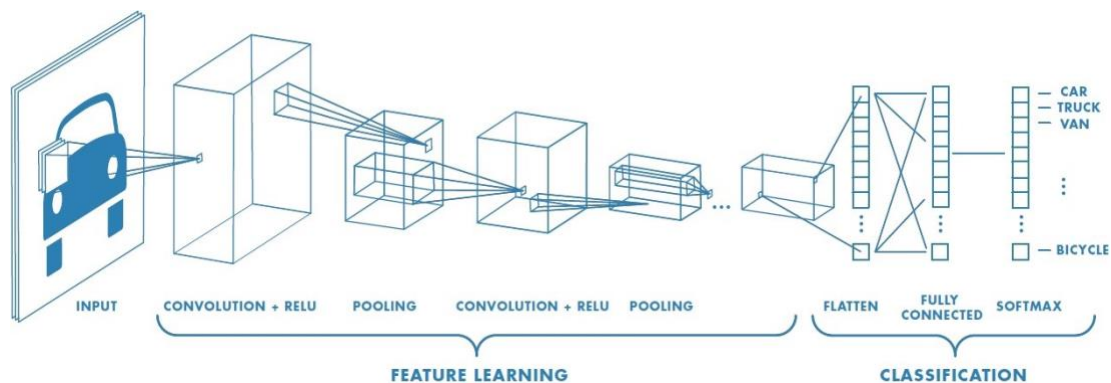 CAR
TRUCK
VAN
BICYCLE
INPUT
CONVOLUTION + RELU
POOLING
CONVOLUTION + RELU
POOLING
FLATTEN
FULLY
CONNECTED
SOFTMAX
FEATURE LEARNING
CLASSIFICATION